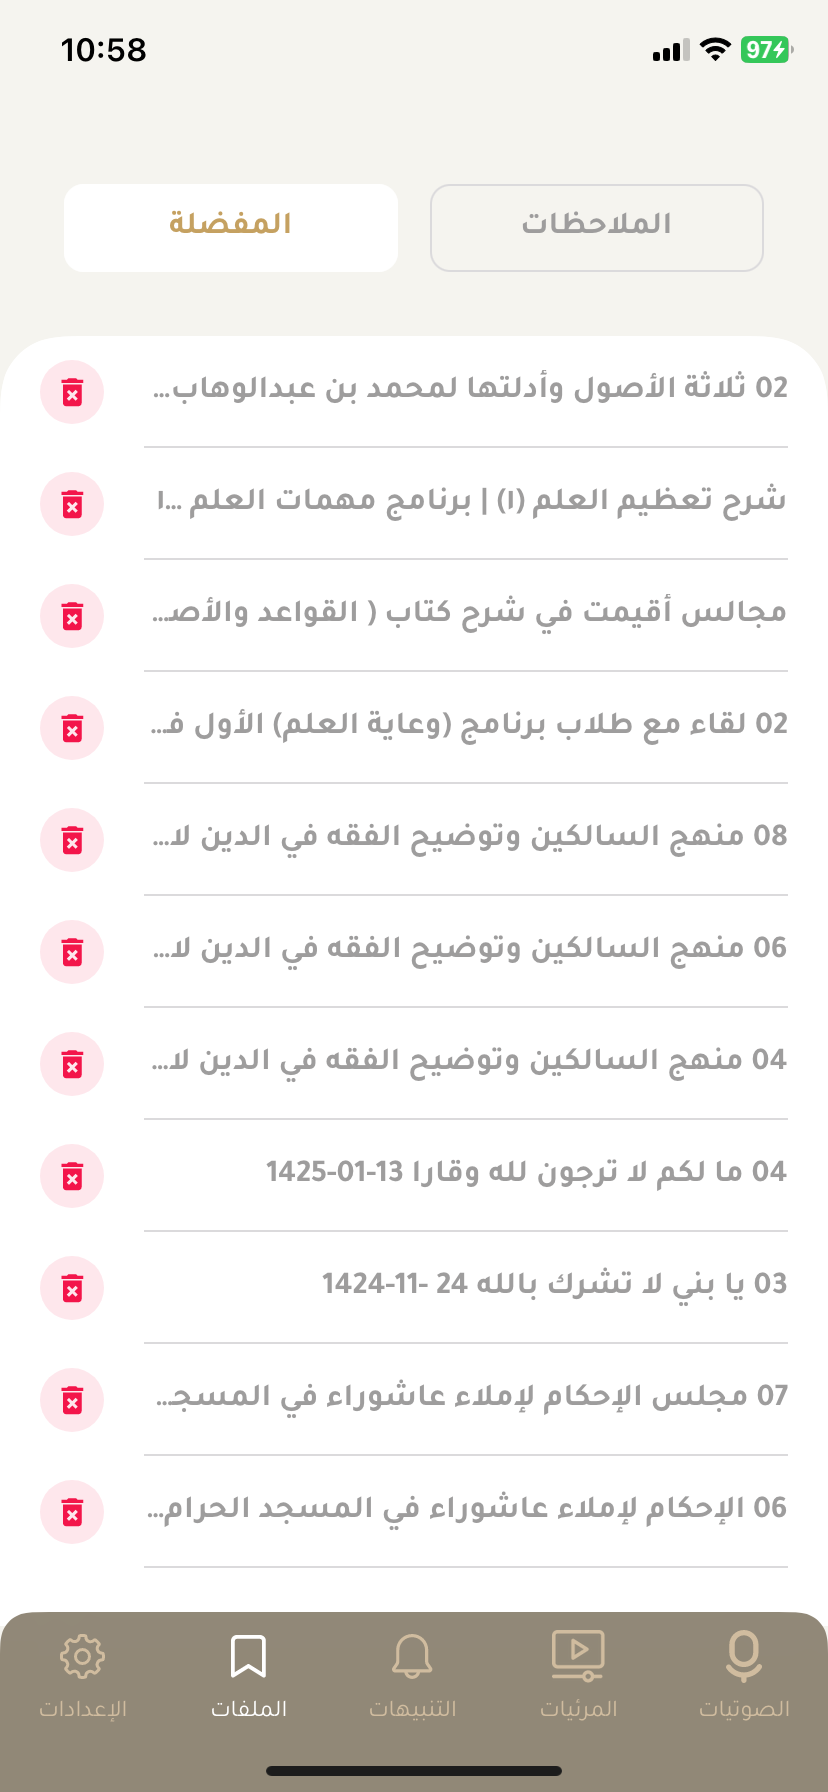 10:58
97
الملاحظات
المفضلة
02 ثلاثة الأصول وأدلتها لمحمد بن عبدالوهاب...
شرح تعظيم العلم (١) | برنامج مهمات العلم ...١
مجالس أقيمت في شرح كتاب ( القواعد والأصـ...
02 لقاء مع طلاب برنامج (وعاية العلم) الأول فـ...
08 منهج السالكين وتوضيح الفقه في الدين لا...
06 منهج السالكين وتوضيح الفقه في الدين لا...
04 منهج السالكين وتوضيح الفقه في الدين لا...
04 ما لكم لا ترجون لله وقارا 13-01-1425
03 يا بني لا تشرك بالله 24 -11-1424
07 مجلس الإحكام لإملاء عاشوراء في المسجـ...
06 الإحكام لإملاء عاشوراء في المسجد الحرام...
الصوتيات
المرئيات
التنبيهات
الملفات
الإعدادات